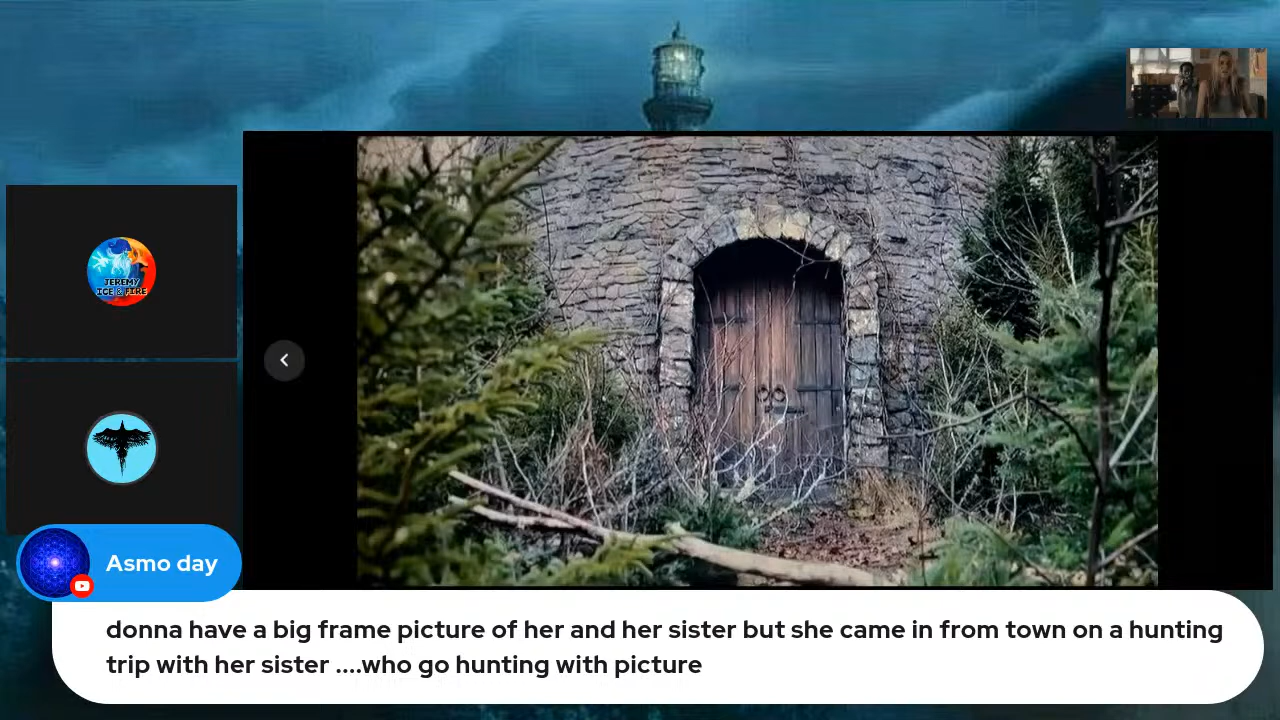 JEREMY
ICE & FIRE
Asmo day
donna have a big frame picture of her and her sister but she came in from town on a hunting
trip with her sister ....who go hunting with picture